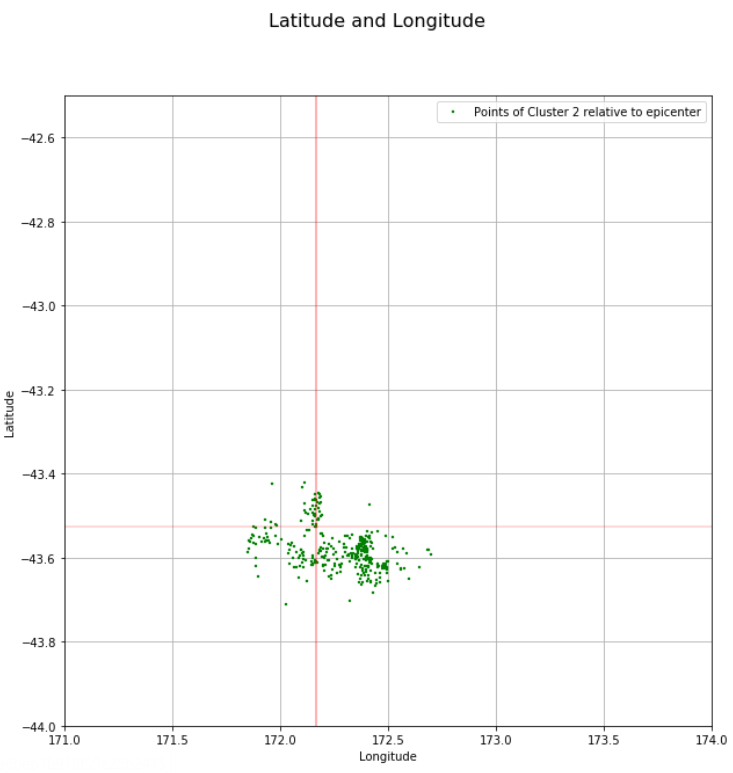 Latitude and Longitude
Points of Cluster 2 relative to epicenter
−42.6
−42.8
−43.0
−43.2
−43.4
−43.6
−43.8
−44.0
Latitude
171.0 171.5 172.0 172.5 173.0 173.5 174.0
Longitude